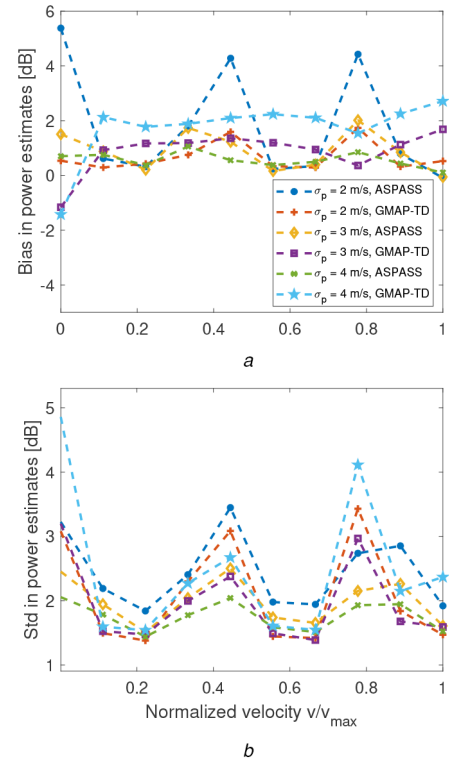 6
4
2
0
-2
-4
Bias in power estimates [dB]
σp = 2 m/s, ASPASS
σp = 2 m/s, GMAP-TD
σp = 3 m/s, ASPASS
σp = 3 m/s, GMAP-TD
σp = 4 m/s, ASPASS
σp = 4 m/s, GMAP-TD
0 0.2 0.4 0.6 0.8 1
a
5
4
3
2
1
Std in power estimates [dB]
0.2 0.4 0.6 0.8 1
Normalized velocity v/vmax
b